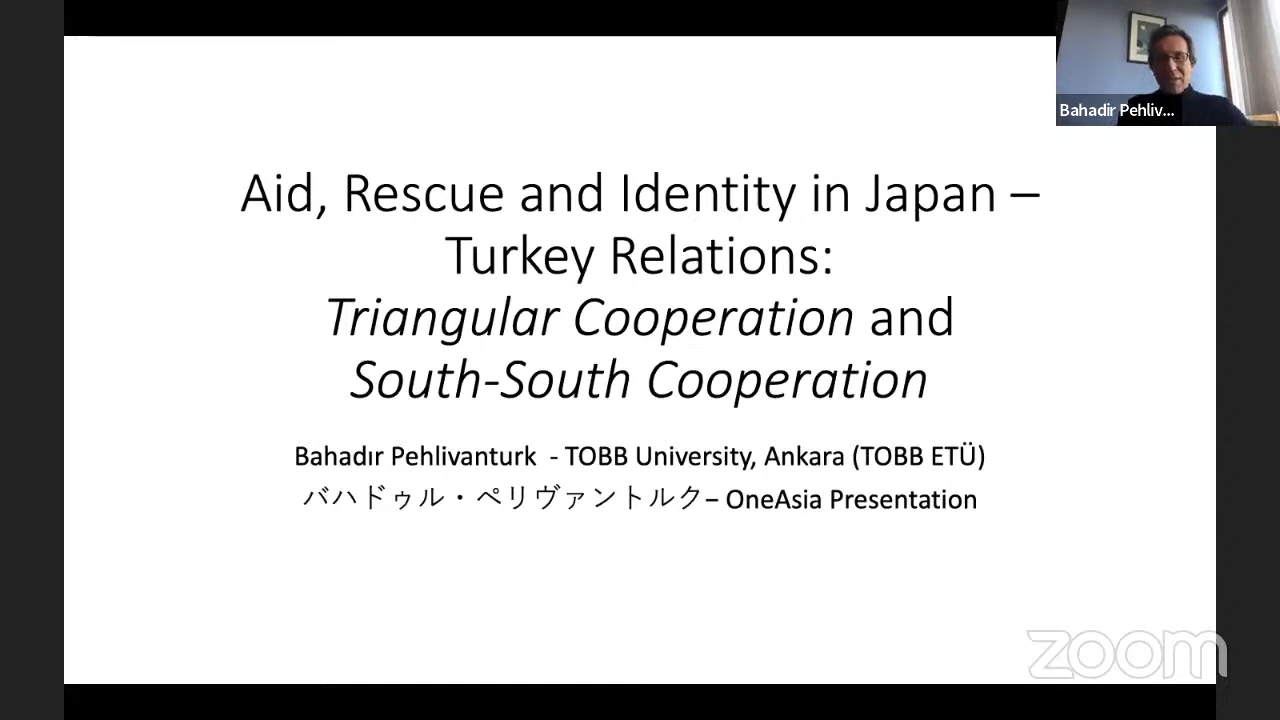 Bahadir Pehliv...
Aid, Rescue and Identity in Japan –
Turkey Relations:
Triangular Cooperation and
South-South Cooperation
Bahadır Pehlivanturk - TOBB University, Ankara (TOBB ETÜ)
バハドゥル・ペリヴァントルク– OneAsia Presentation
zoom